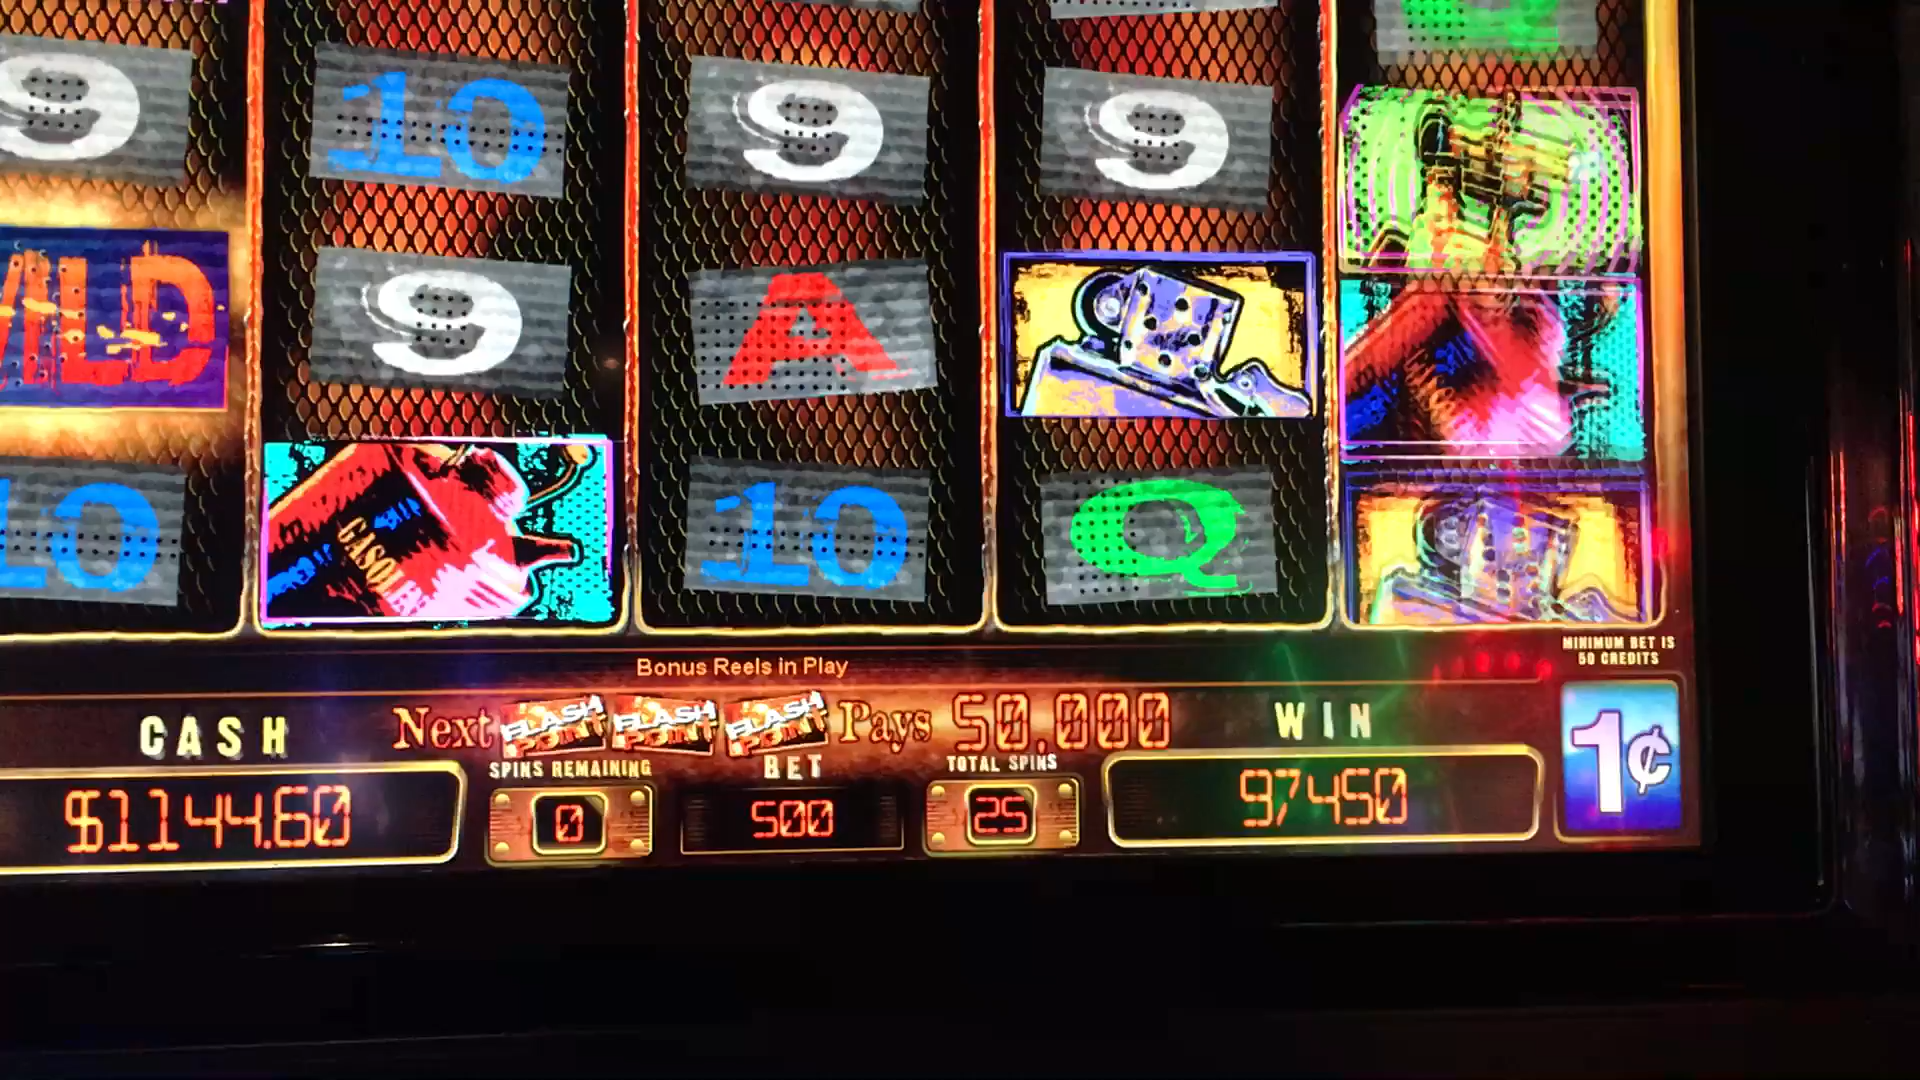 9 10 9 9
WILD 9 A
10 GASOLINE 10 Q
MINIMUM BET IS
50 CREDITS
Bonus Reels in Play
CASH Next FLASH POINT FLASH POINT FLASH POINT Pays 50,000 WIN
SPINS REMAINING BET TOTAL SPINS
$1144.60 0 500 25 97450 1¢